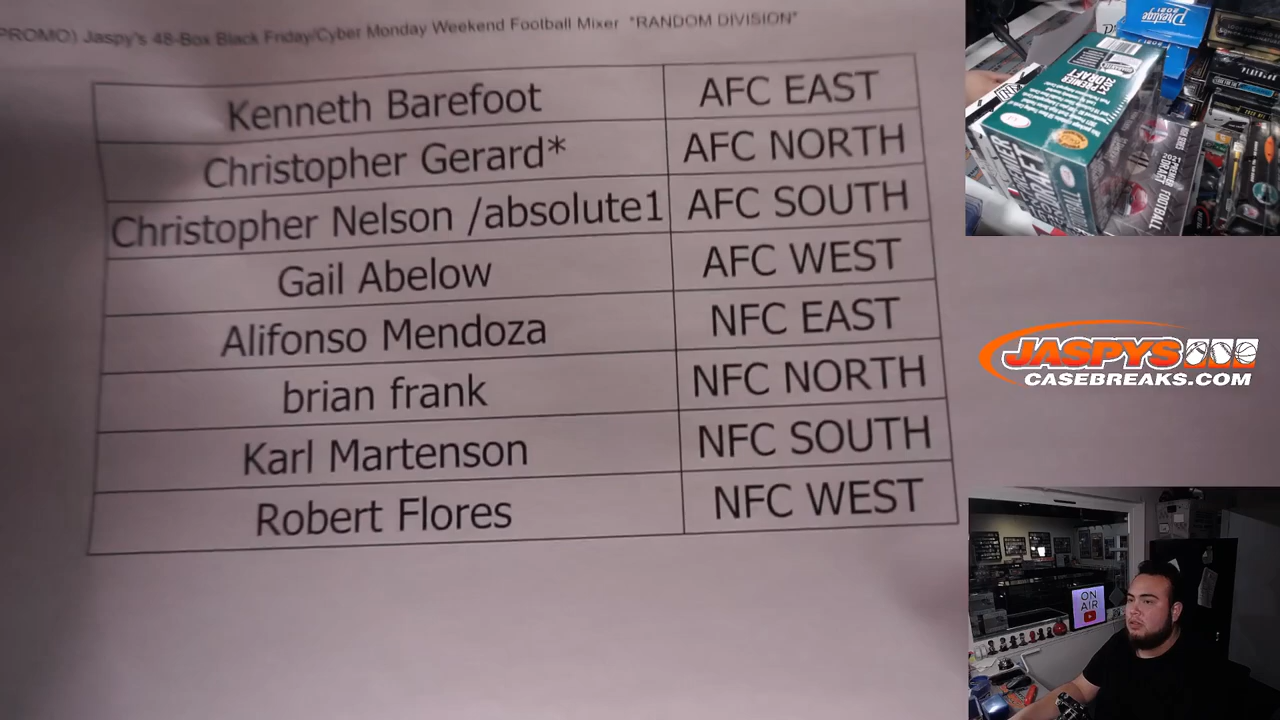 PROMO) Jaspy's 48-Box Black Friday/Cyber Monday Weekend Football Mixer *RANDOM DIVISION*
Kenneth Barefoot AFC EAST
Christopher Gerard* AFC NORTH
Christopher Nelson /absolute1 AFC SOUTH
Gail Abelow AFC WEST
Alifonso Mendoza NFC EAST
brian frank NFC NORTH
Karl Martenson NFC SOUTH
Robert Flores NFC WEST
Prestige
PREMIER
DRAFT
FOOTBALL
JASPYS
CASEBREAKS.COM
ON
AIR